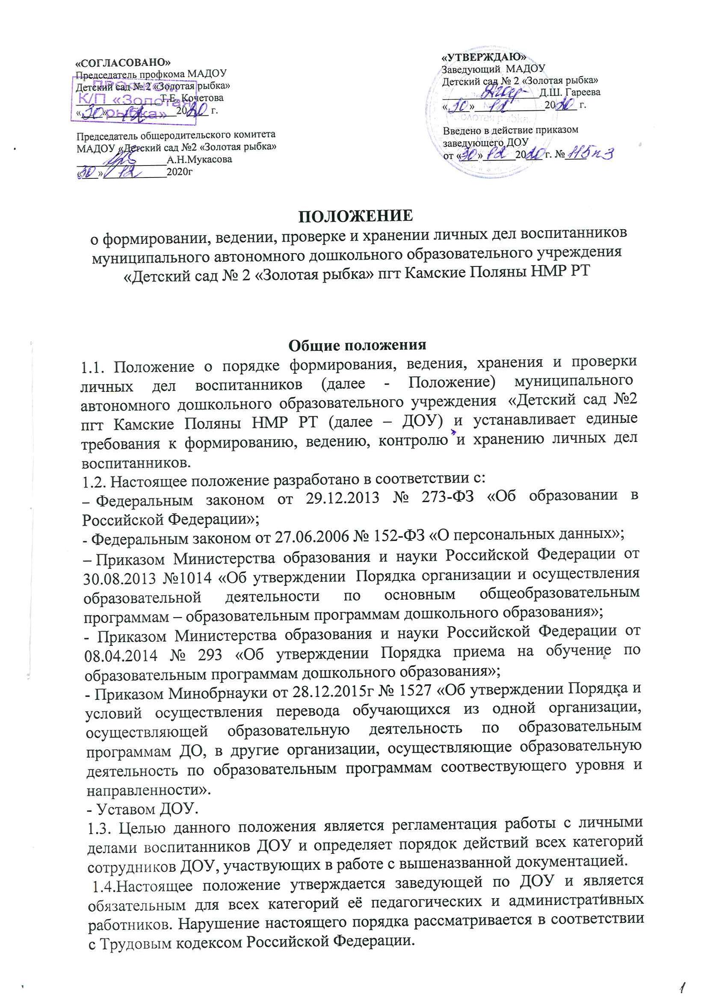 «СОГЛАСОВАНО»
Председатель профкома МАДОУ
Детский сад № 2 «Золотая рыбка»
Т.Е. Кочетова
«30» 12 2020 г.
ПРОФКОМ
К/П «Золотая
рыбка»
Председатель общеродительского комитета
МАДОУ «Детский сад №2 «Золотая рыбка»
А.Н.Мукасова
«30» 12 2020г
«УТВЕРЖДАЮ»
Заведующий МАДОУ
Детский сад № 2 «Золотая рыбка»
Д.Ш. Гареева
«30» 12 2020 г.
Введено в действие приказом
заведующего ДОУ
от «30» 12 2020 г. № 115
ПОЛОЖЕНИЕ
о формировании, ведении, проверке и хранении личных дел воспитанников
муниципального автономного дошкольного образовательного учреждения
«Детский сад № 2 «Золотая рыбка» пгт Камские Поляны НМР РТ
Общие положения
1.1. Положение о порядке формирования, ведения, хранения и проверки
личных дел воспитанников (далее - Положение) муниципального
автономного дошкольного образовательного учреждения «Детский сад №2
пгт Камские Поляны НМР РТ (далее – ДОУ) и устанавливает единые
требования к формированию, ведению, контролю и хранению личных дел
воспитанников.
1.2. Настоящее положение разработано в соответствии с:
– Федеральным законом от 29.12.2013 № 273-ФЗ «Об образовании в
Российской Федерации»;
- Федеральным законом от 27.06.2006 № 152-ФЗ «О персональных данных»;
– Приказом Министерства образования и науки Российской Федерации от
30.08.2013 №1014 «Об утверждении Порядка организации и осуществления
образовательной деятельности по основным общеобразовательным
программам – образовательным программам дошкольного образования»;
- Приказом Министерства образования и науки Российской Федерации от
08.04.2014 № 293 «Об утверждении Порядка приема на обучение по
образовательным программам дошкольного образования»;
- Приказом Минобрнауки от 28.12.2015г № 1527 «Об утверждении Порядка и
условий осуществления перевода обучающихся из одной организации,
осуществляющей образовательную деятельность по образовательным
программам ДО, в другие организации, осуществляющие образовательную
деятельность по образовательным программам соотвествующего уровня и
направленности».
- Уставом ДОУ.
1.3. Целью данного положения является регламентация работы с личными
делами воспитанников ДОУ и определяет порядок действий всех категорий
сотрудников ДОУ, участвующих в работе с вышеназванной документацией.
1.4.Настоящее положение утверждается заведующей по ДОУ и является
обязательным для всех категорий её педагогических и административных
работников. Нарушение настоящего порядка рассматривается в соответствии
с Трудовым кодексом Российской Федерации.
1